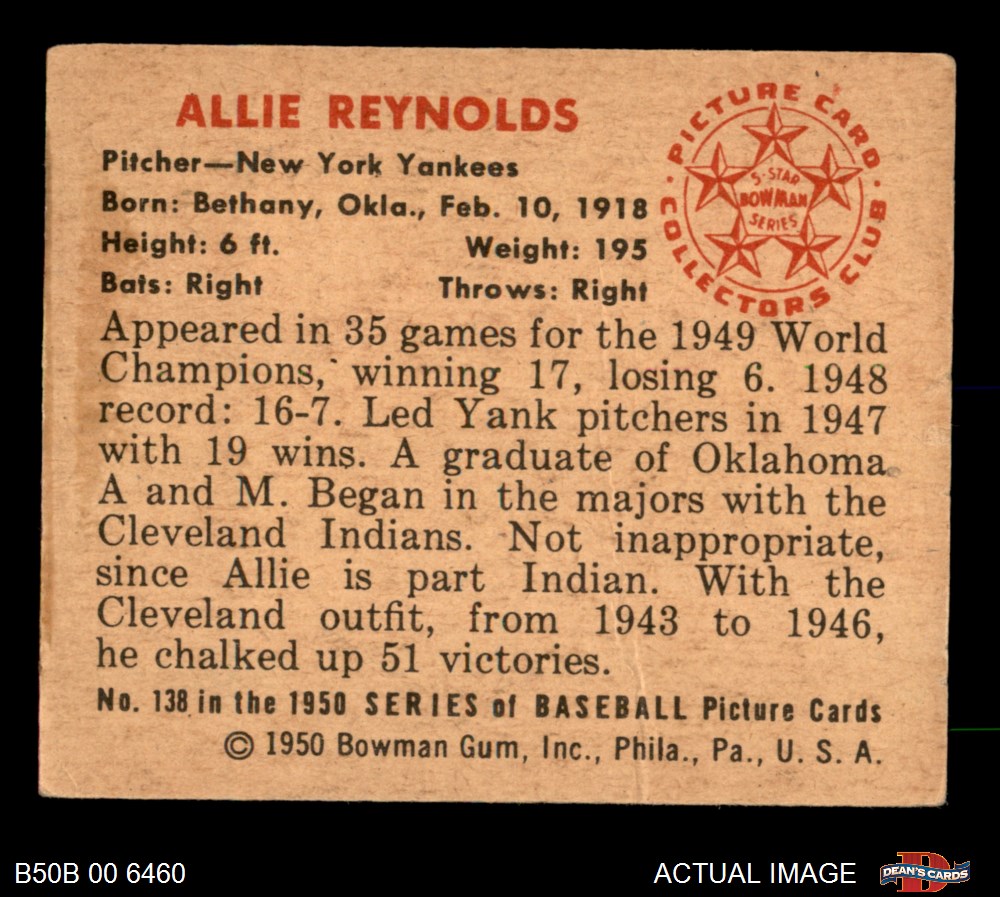 ALLIE REYNOLDS
Pitcher—New York Yankees
Born: Bethany, Okla., Feb. 10, 1918
Height: 6 ft. Weight: 195
Bats: Right Throws: Right
PICTURE CARD
COLLECTORS CLUB
5-STAR
BOWMAN
SERIES
Appeared in 35 games for the 1949 World
Champions, winning 17, losing 6. 1948
record: 16-7. Led Yank pitchers in 1947
with 19 wins. A graduate of Oklahoma
A and M. Began in the majors with the
Cleveland Indians. Not inappropriate,
since Allie is part Indian. With the
Cleveland outfit, from 1943 to 1946,
he chalked up 51 victories.
No. 138 in the 1950 SERIES of BASEBALL Picture Cards
© 1950 Bowman Gum, Inc., Phila., Pa., U. S. A.
B50B 00 6460
ACTUAL IMAGE
D
DEAN'S CARDS